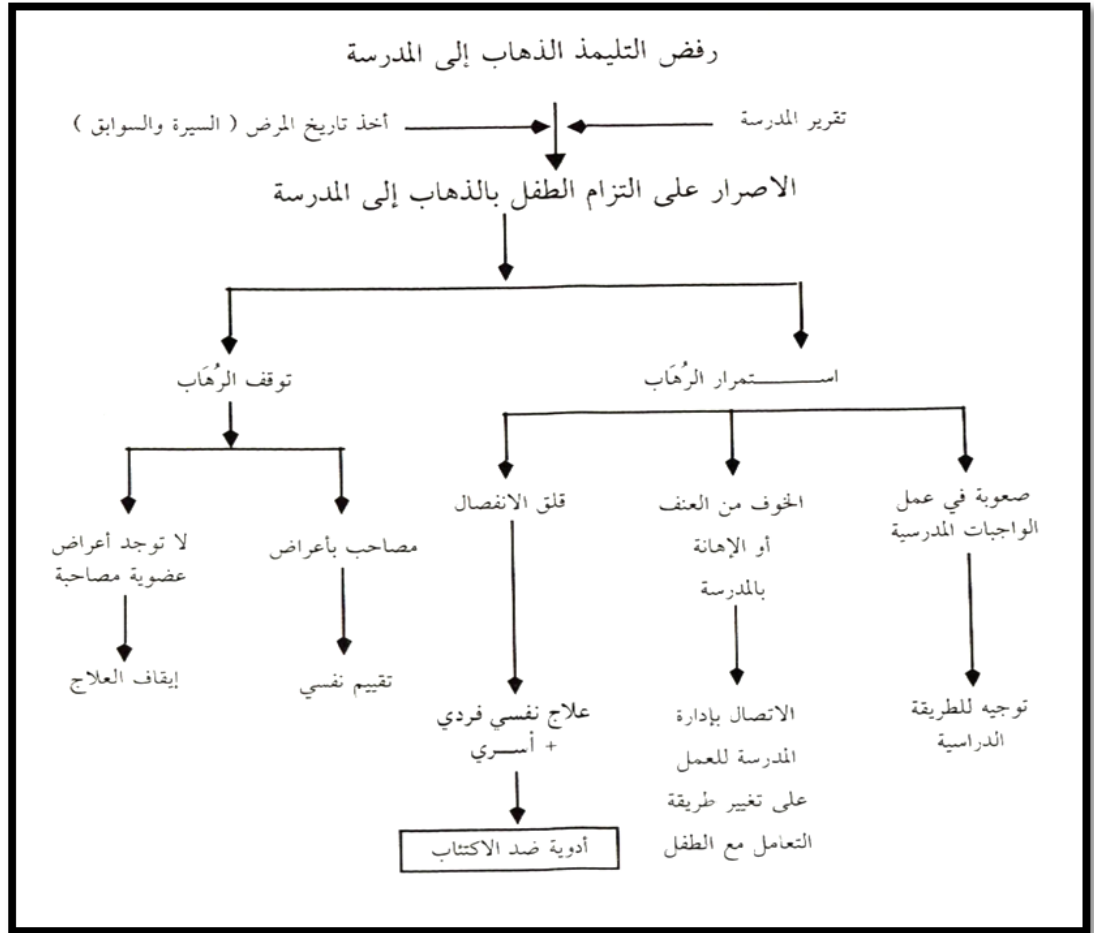 رفض التليمذ الذهاب إلى المدرسة
تقرير المدرسة
أخذ تاريخ المرض ( السيرة والسوابق )
الاصرار على التزام الطفل بالذهاب إلى المدرسة
استمرار الرُهَاب
توقف الرُهَاب
صعوبة في عمل
الواجبات المدرسية
الخوف من العنف
أو الإهانة
بالمدرسة
قلق الانفصال
مصاحب بأعراض
لا توجد أعراض
عضوية مصاحبة
توجيه للطريقة
الدراسية
الاتصال بإدارة
المدرسة للعمل
على تغيير طريقة
التعامل مع الطفل
علاج نفسي فردي
+ أسري
تقييم نفسي
إيقاف العلاج
أدوية ضد الاكتئاب